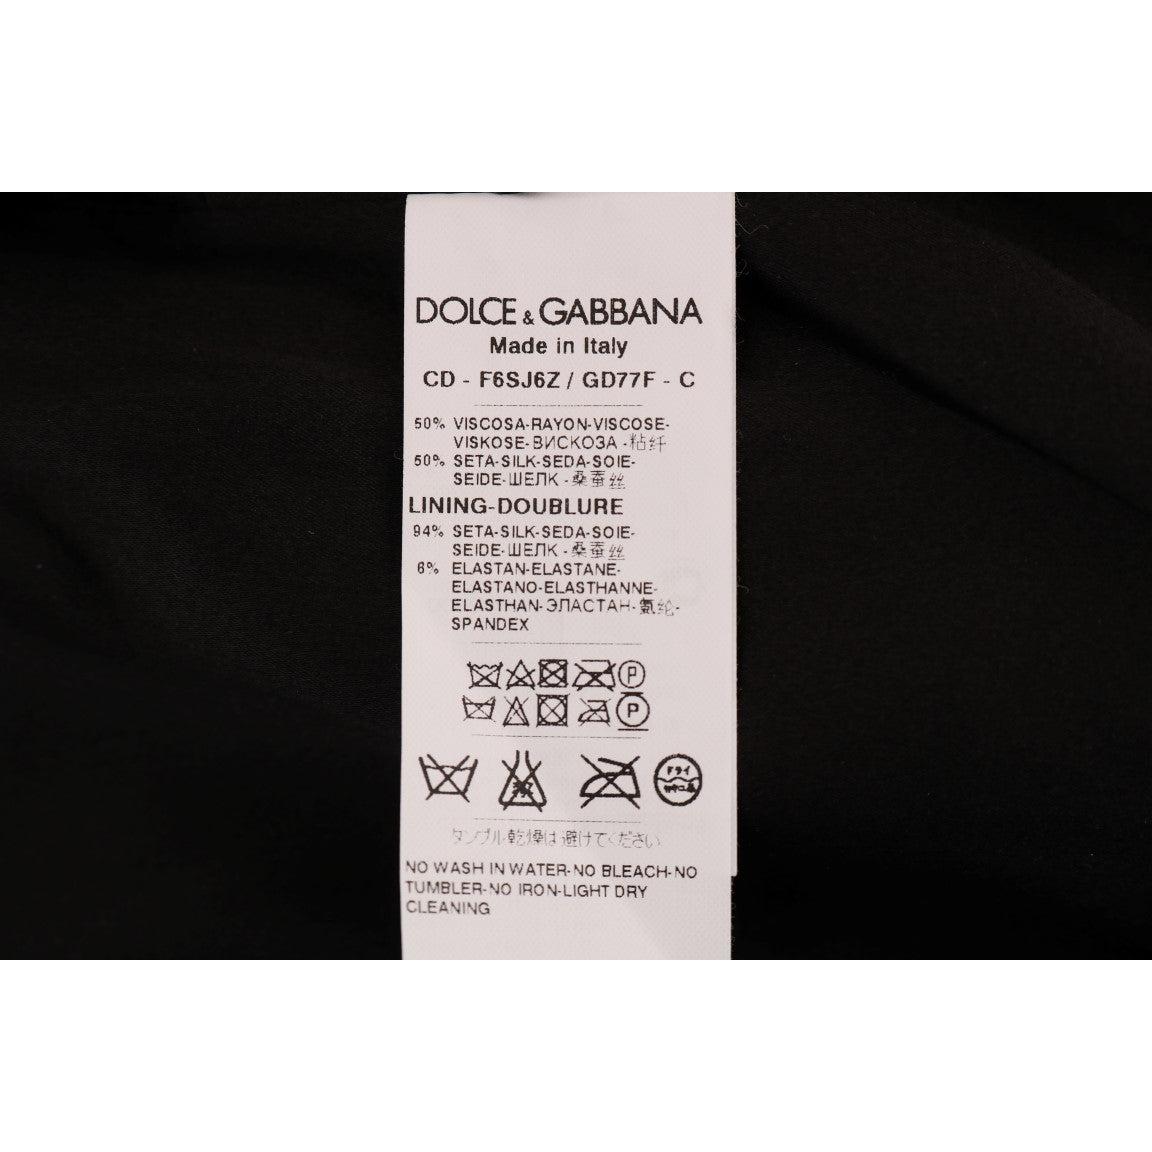 DOLCE & GABBANA
Made in Italy
CD - F6SJ6Z / GD77F - C
50% VISCOSA-RAYON-VISCOSE-
VISKOSE-ВИСКОЗА -粘纤
50% SETA-SILK-SEDA-SOIE-
SEIDE-ШЕЛК -桑蚕丝
LINING-DOUBLURE
94% SETA-SILK-SEDA-SOIE-
SEIDE-ШЕЛК -桑蚕丝
6% ELASTAN-ELASTANE-
ELASTANO-ELASTHANNE-
ELASTHAN-ЭЛАСТАН-氨纶-
SPANDEX
P
P
ドライ
タンブル乾燥は避けてください
NO WASH IN WATER-NO BLEACH-NO
TUMBLER-NO IRON-LIGHT DRY
CLEANING